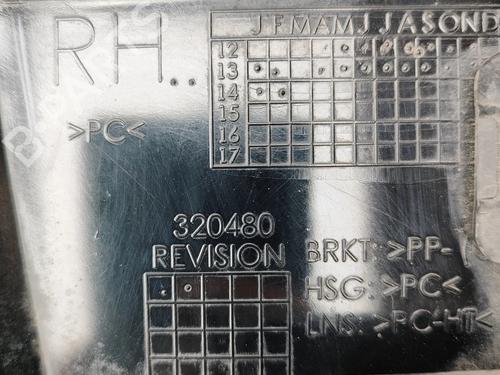 RH..
>PC<
J F M A M J J A S O N D
12
13
14
15
16
17
320480
REVISION
BRKT: >PP-
HSG: >PC<
LNS: >PC-HT<